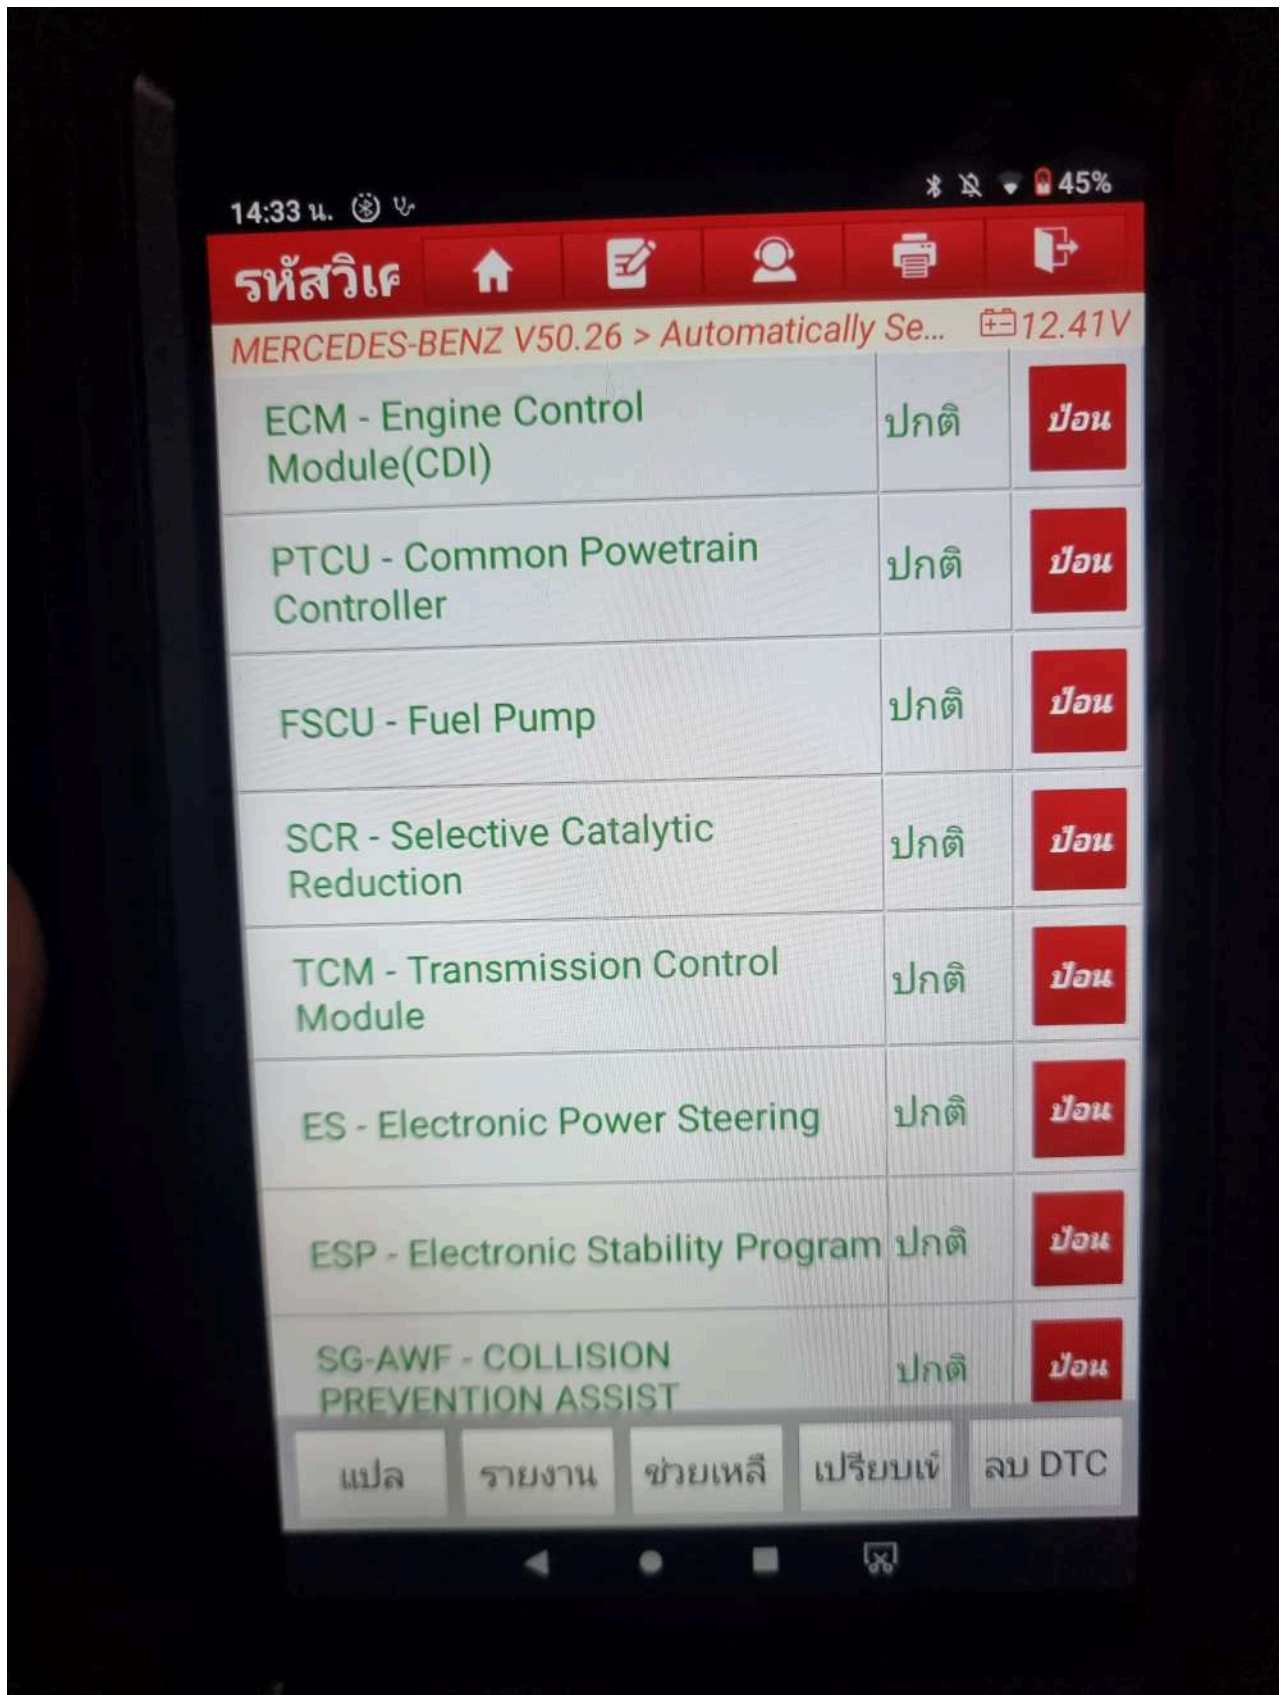 14:33 น.
45%
รหัสวิเค
MERCEDES-BENZ V50.26 > Automatically Se... 12.41V
ECM - Engine Control
Module(CDI)
ปกติ
ป้อน
PTCU - Common Powetrain
Controller
ปกติ
ป้อน
FSCU - Fuel Pump
ปกติ
ป้อน
SCR - Selective Catalytic
Reduction
ปกติ
ป้อน
TCM - Transmission Control
Module
ปกติ
ป้อน
ES - Electronic Power Steering
ปกติ
ป้อน
ESP - Electronic Stability Program
ปกติ
ป้อน
SG-AWF - COLLISION
PREVENTION ASSIST
ปกติ
ป้อน
แปล
รายงาน
ช่วยเหลื
เปรียบเที
ลบ DTC